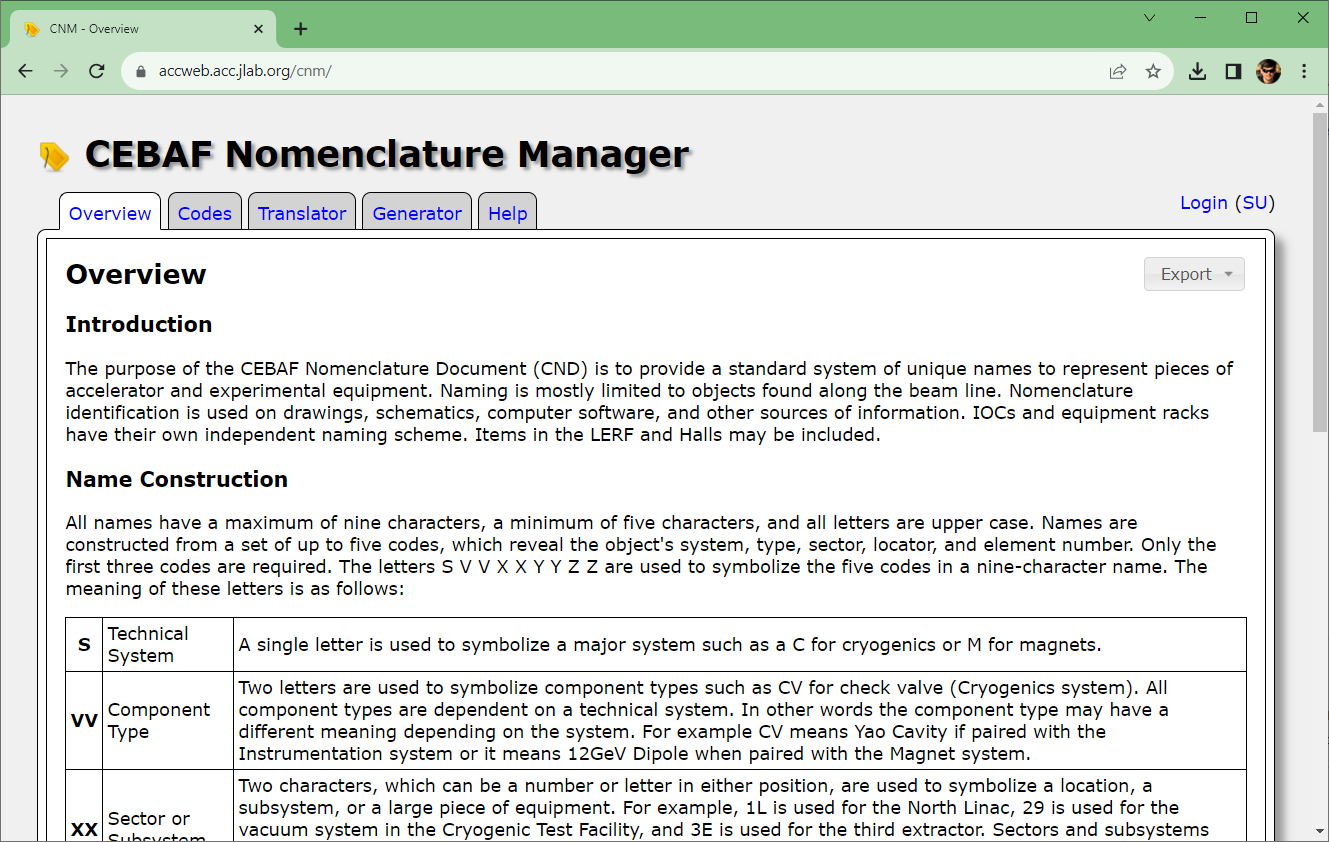 CNM - Overview
accweb.acc.jlab.org/cnm/
CEBAF Nomenclature Manager
Overview
Codes
Translator
Generator
Help
Login (SU)
Overview
Export
Introduction
The purpose of the CEBAF Nomenclature Document (CND) is to provide a standard system of unique names to represent pieces of
accelerator and experimental equipment. Naming is mostly limited to objects found along the beam line. Nomenclature
identification is used on drawings, schematics, computer software, and other sources of information. IOCs and equipment racks
have their own independent naming scheme. Items in the LERF and Halls may be included.
Name Construction
All names have a maximum of nine characters, a minimum of five characters, and all letters are upper case. Names are
constructed from a set of up to five codes, which reveal the object's system, type, sector, locator, and element number. Only the
first three codes are required. The letters S V V X X Y Y Z Z are used to symbolize the five codes in a nine-character name. The
meaning of these letters is as follows:
S
Technical
System
A single letter is used to symbolize a major system such as a C for cryogenics or M for magnets.
VV
Component
Type
Two letters are used to symbolize component types such as CV for check valve (Cryogenics system). All
component types are dependent on a technical system. In other words the component type may have a
different meaning depending on the system. For example CV means Yao Cavity if paired with the
Instrumentation system or it means 12GeV Dipole when paired with the Magnet system.
XX
Sector or
Subsystem
Two characters, which can be a number or letter in either position, are used to symbolize a location, a
subsystem, or a large piece of equipment. For example, 1L is used for the North Linac, 29 is used for the
vacuum system in the Cryogenic Test Facility, and 3E is used for the third extractor. Sectors and subsystems